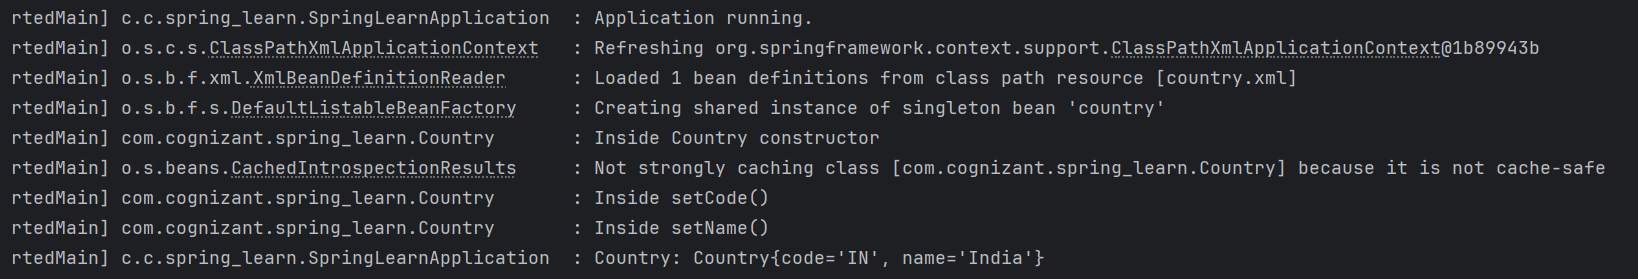 rtedMain] c.c.spring_learn.SpringLearnApplication : Application running.
rtedMain] o.s.c.s.ClassPathXmlApplicationContext : Refreshing org.springframework.context.support.ClassPathXmlApplicationContext@1b89943b
rtedMain] o.s.b.f.xml.XmlBeanDefinitionReader : Loaded 1 bean definitions from class path resource [country.xml]
rtedMain] o.s.b.f.s.DefaultListableBeanFactory : Creating shared instance of singleton bean 'country'
rtedMain] com.cognizant.spring_learn.Country : Inside Country constructor
rtedMain] o.s.beans.CachedIntrospectionResults : Not strongly caching class [com.cognizant.spring_learn.Country] because it is not cache-safe
rtedMain] com.cognizant.spring_learn.Country : Inside setCode()
rtedMain] com.cognizant.spring_learn.Country : Inside setName()
rtedMain] c.c.spring_learn.SpringLearnApplication : Country: Country{code='IN', name='India'}